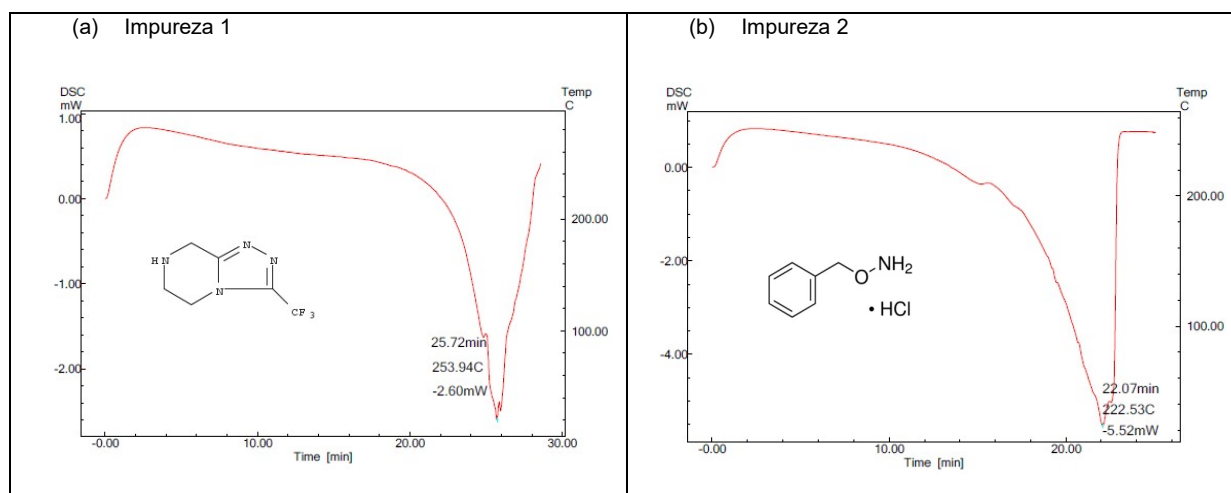 (a) Impureza 1
DSC
mW
Temp
C
1.00
0.00
-1.00
-2.00
200.00
100.00
HN
N
N
N
CF3
25.72min
253.94C
-2.60mW
-0.00 10.00 20.00 30.00
Time [min]
(b) Impureza 2
DSC
mW
Temp
C
0.00
-2.00
-4.00
200.00
100.00
O NH2
• HCl
22.07min
222.53C
-5.52mW
-0.00 10.00 20.00
Time [min]